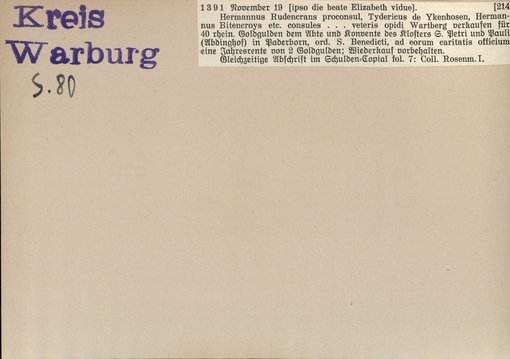 Kreis
Warburg
S. 80
1391 November 19 [ipso die beate Elizabeth vidue]. [214
Hermannus Rudencrans proconsul, Tydericus de Ykenhosen, Herman-
nus Bitencroys etc. consules . . . veteris opidi Wartberg verkaufen für
40 rhein. Goldgulden dem Abte und Konvente des Klosters S. Petri und Pauli
(Abdinghof) in Paderborn, ord. S. Benedicti, ad eorum caritatis officium
eine Jahresrente von 2 Goldgulden; Wiederkauf vorbehalten.
Gleichzeitige Abschrift im Schulden-Copial fol. 7: Coll. Rosenm. I.